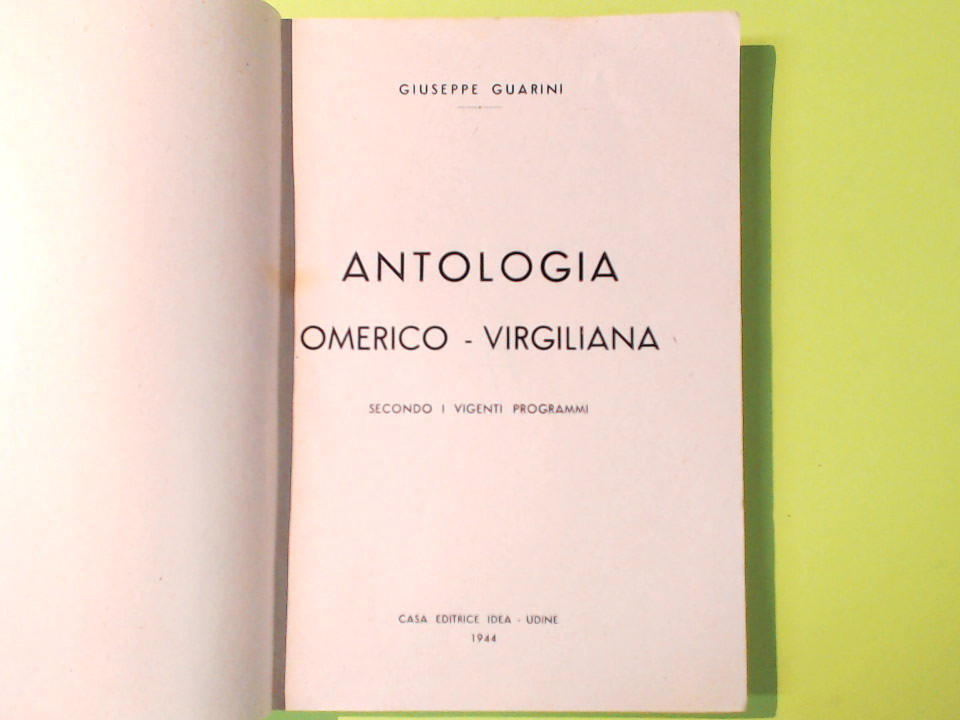 GIUSEPPE GUARINI
ANTOLOGIA
OMERICO - VIRGILIANA
SECONDO I VIGENTI PROGRAMMI
CASA EDITRICE IDEA - UDINE
1944